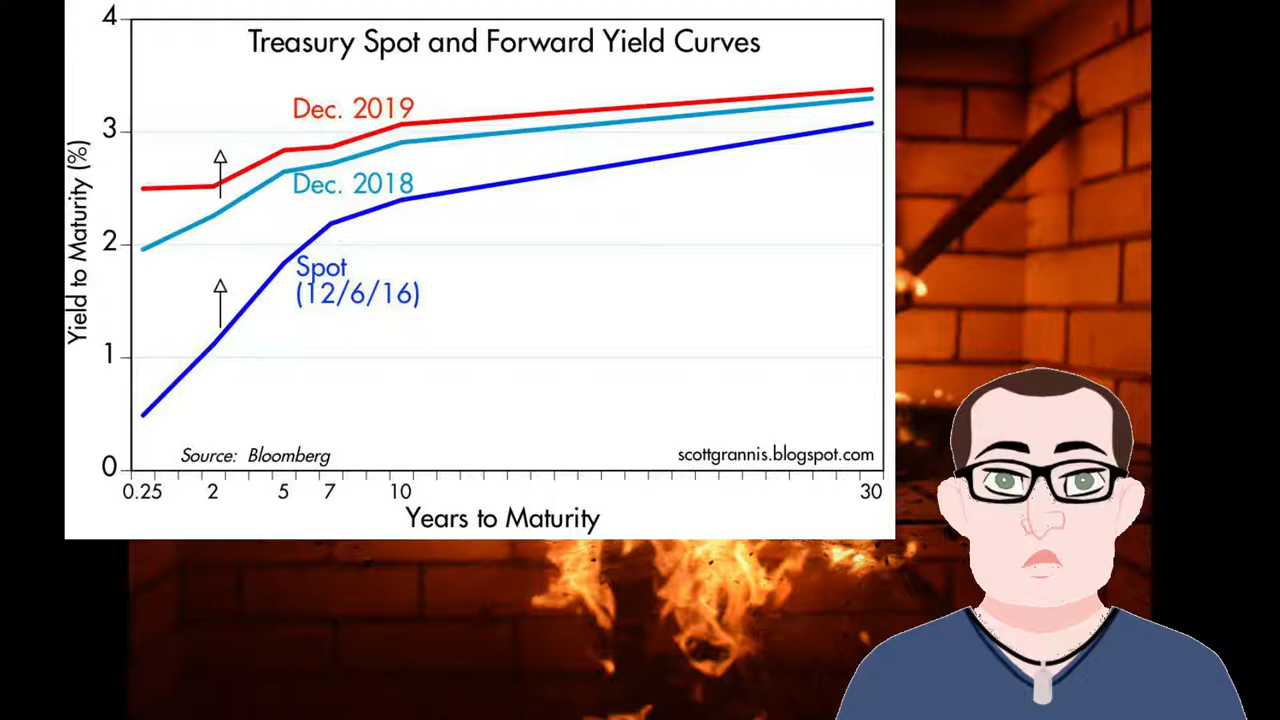 Treasury Spot and Forward Yield Curves
4
3
2
1
0
Yield to Maturity (%)
Dec. 2019
Dec. 2018
Spot
(12/6/16)
Source: Bloomberg
scottgrannis.blogspot.com
0.25 2 5 7 10 30
Years to Maturity